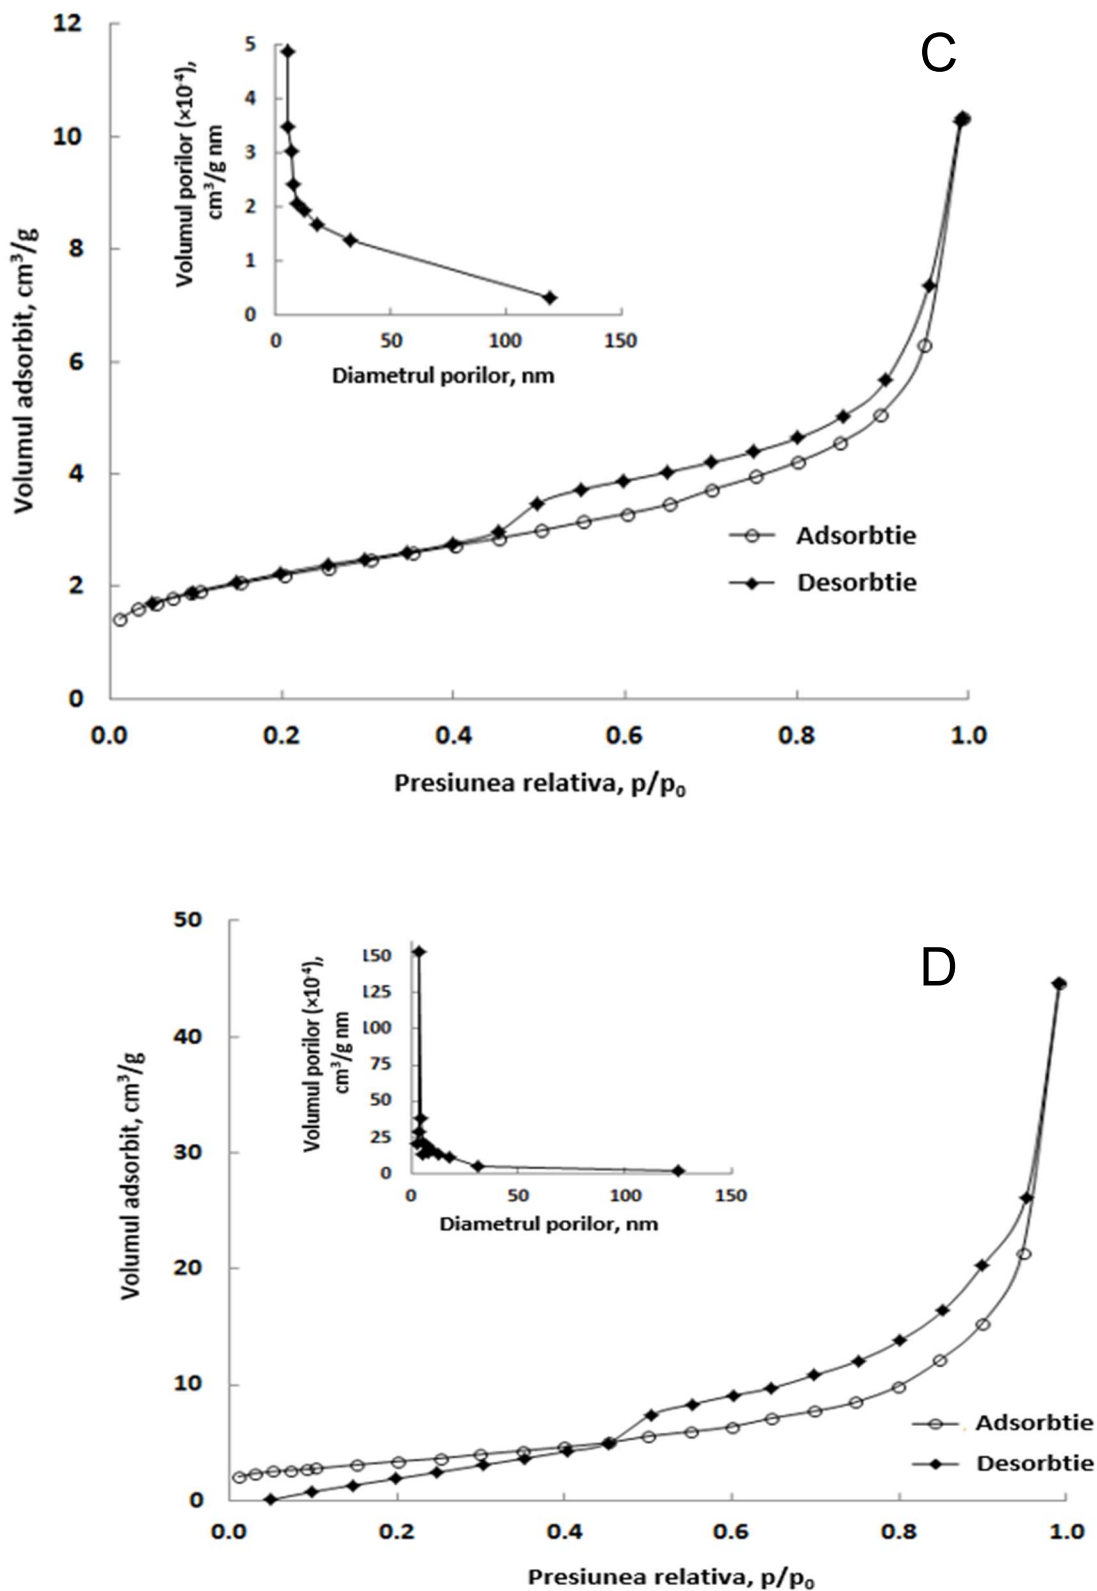 C
12
10
8
6
4
2
0
Volumul adsorbit, cm³/g
5
4
3
2
1
0
Volumul porilor (×10⁻⁴),
cm³/g nm
0 50 100 150
Diametrul porilor, nm
Adsorbtie
Desorbtie
0.0 0.2 0.4 0.6 0.8 1.0
Presiunea relativa, p/p₀
D
50
40
30
20
10
0
Volumul adsorbit, cm³/g
150
125
100
75
50
25
0
Volumul porilor (×10⁻⁴),
cm³/g nm
0 50 100 150
Diametrul porilor, nm
Adsorbtie
Desorbtie
0.0 0.2 0.4 0.6 0.8 1.0
Presiunea relativa, p/p₀